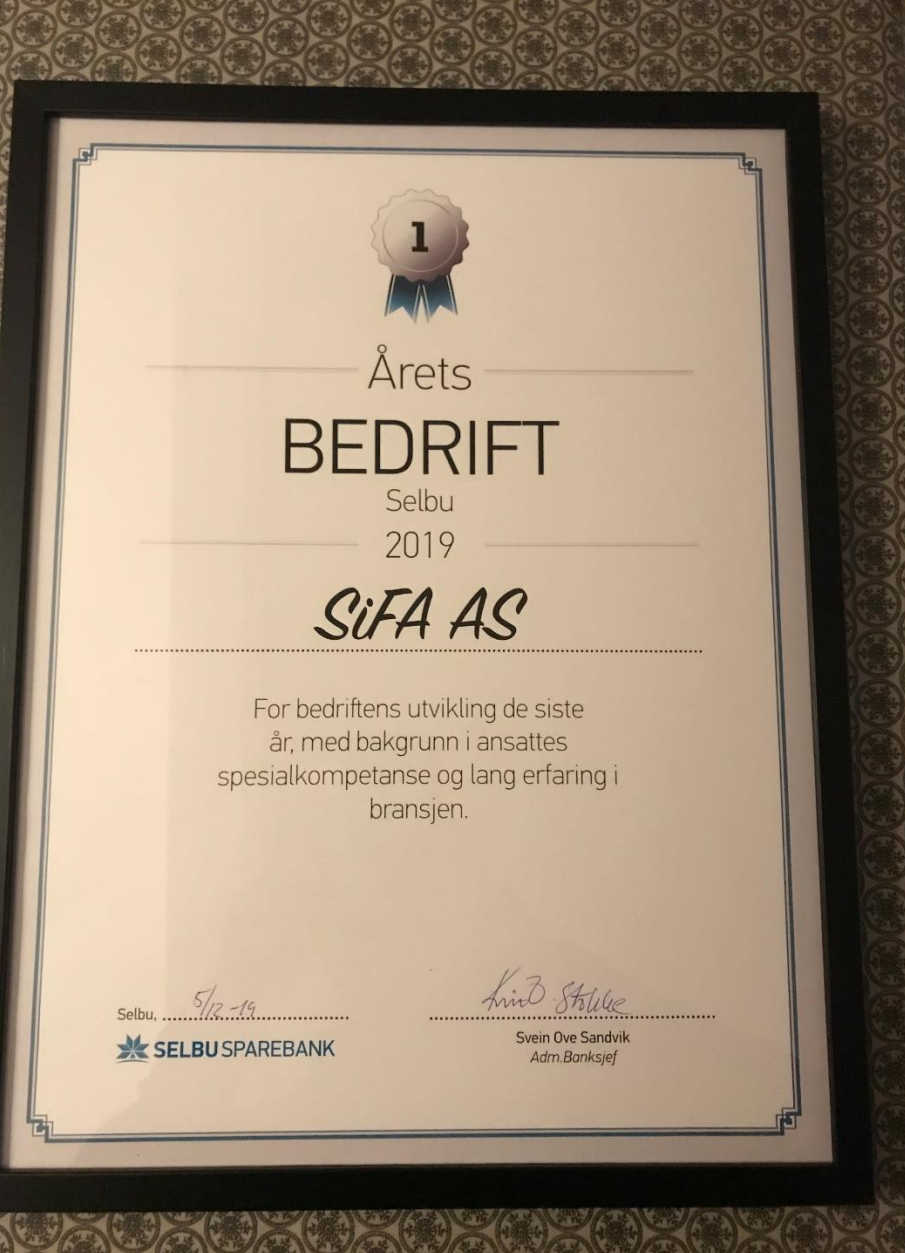 1
Årets
BEDRIFT
Selbu
2019
SiFA AS
For bedriftens utvikling de siste
år, med bakgrunn i ansattes
spesialkompetanse og lang erfaring i
bransjen.
Selbu, 5/12 -19
SELBU SPAREBANK
Svein Ove Sandvik
Adm.Banksjef